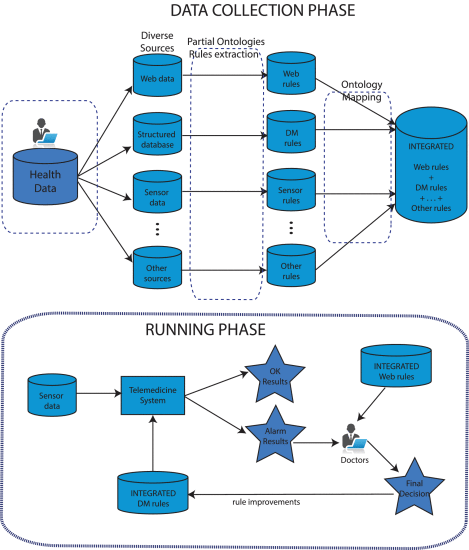 DATA COLLECTION PHASE
Diverse
Sources
Partial Ontologies
Rules extraction
Web data
Web
rules
Ontology
Mapping
Structured
database
DM
rules
Health
Data
Sensor
data
Sensor
rules
INTEGRATED
Web rules
+
DM rules
+ . . . +
Other rules
...
...
Other
sources
Other
rules
RUNNING PHASE
Sensor
data
Telemedicine
System
OK
Results
INTEGRATED
Web rules
Alarm
Results
Doctors
INTEGRATED
DM rules
rule improvements
Final
Decision